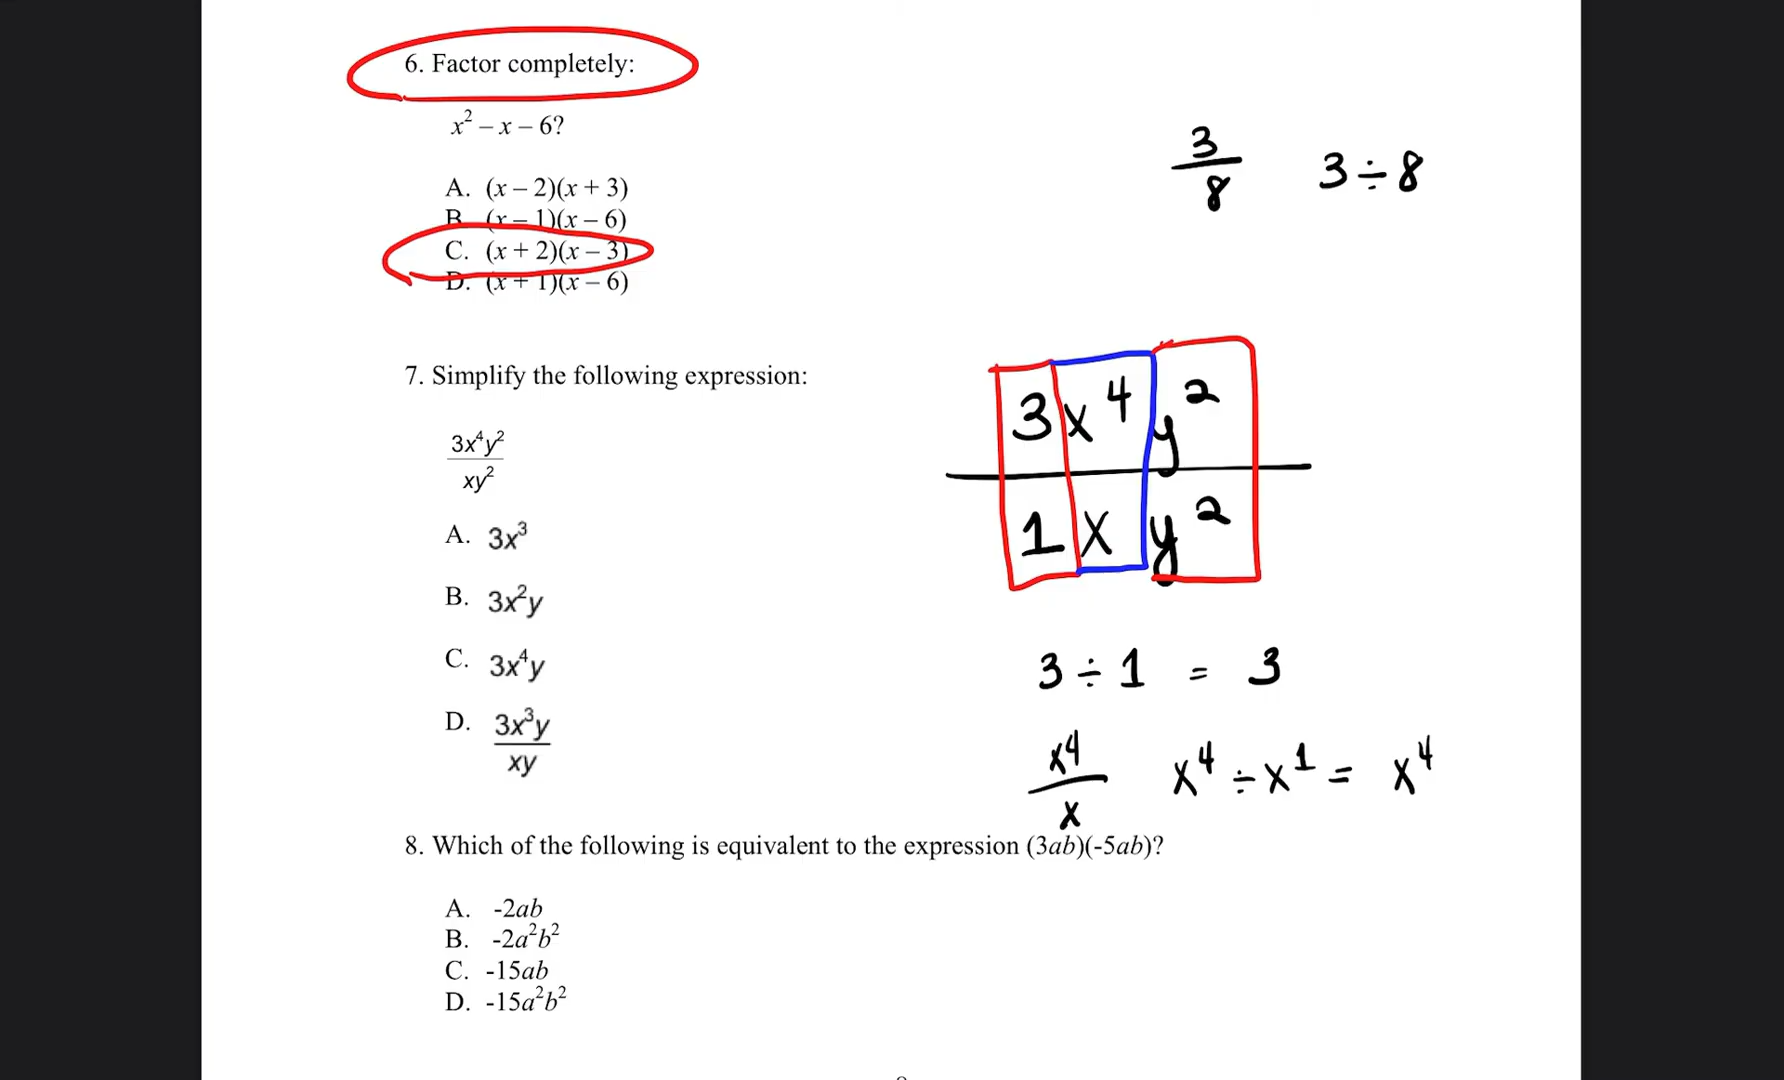 6. Factor completely:
x² – x – 6?
A. (x – 2)(x + 3)
B. (x – 1)(x – 6)
C. (x + 2)(x – 3)
D. (x + 1)(x – 6)
3/8 3 ÷ 8
7. Simplify the following expression:
3x⁴y²
xy²
A. 3x³
B. 3x²y
C. 3x⁴y
D. 3x³y
xy
3x⁴y²
1xy²
3 ÷ 1 = 3
x⁴/x x⁴ ÷ x¹ = x⁴
8. Which of the following is equivalent to the expression (3ab)(-5ab)?
A. -2ab
B. -2a²b²
C. -15ab
D. -15a²b²